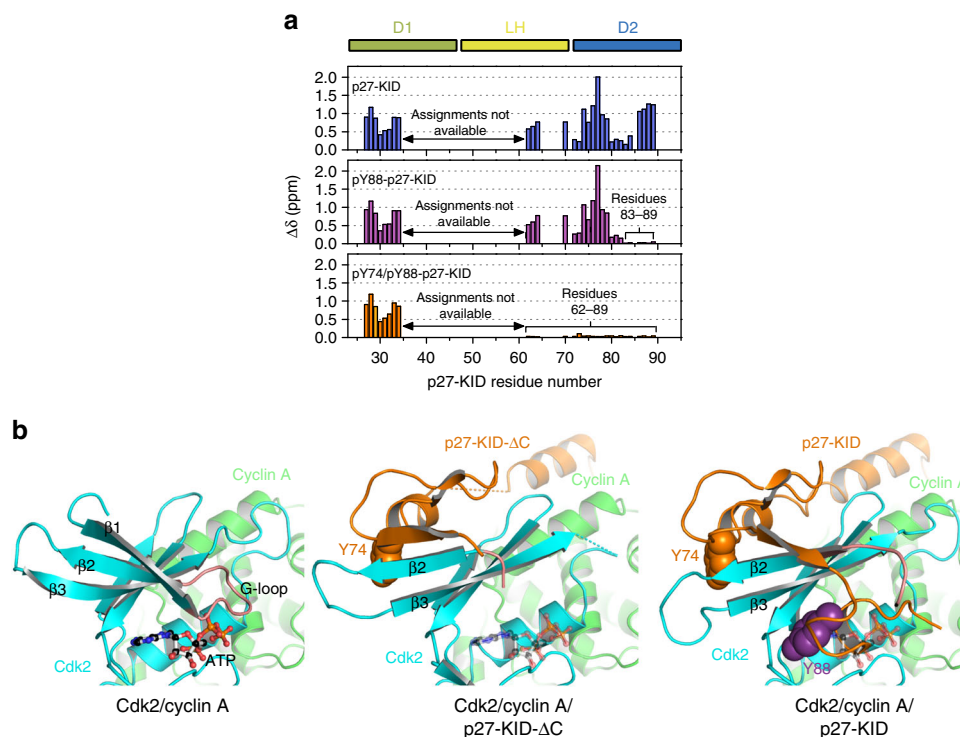 a
D1 LH D2
2.0
1.5
1.0
0.5
0.0
p27-KID
Assignments not
available
2.0
1.5
1.0
0.5
0.0
pY88-p27-KID
Assignments not
available
Residues
83–89
2.0
1.5
1.0
0.5
0.0
pY74/pY88-p27-KID
Assignments not
available
Residues
62–89
Δδ (ppm)
30 40 50 60 70 80 90
p27-KID residue number
b
Cyclin A
β1
β2
β3
G-loop
ATP
Cdk2
Cdk2/cyclin A
p27-KID-ΔC
Cyclin A
Y74
β2
β3
Cdk2
Cdk2/cyclin A/
p27-KID-ΔC
p27-KID
Cyclin A
Y74
β2
β3
Cdk2
Y88
Cdk2/cyclin A/
p27-KID